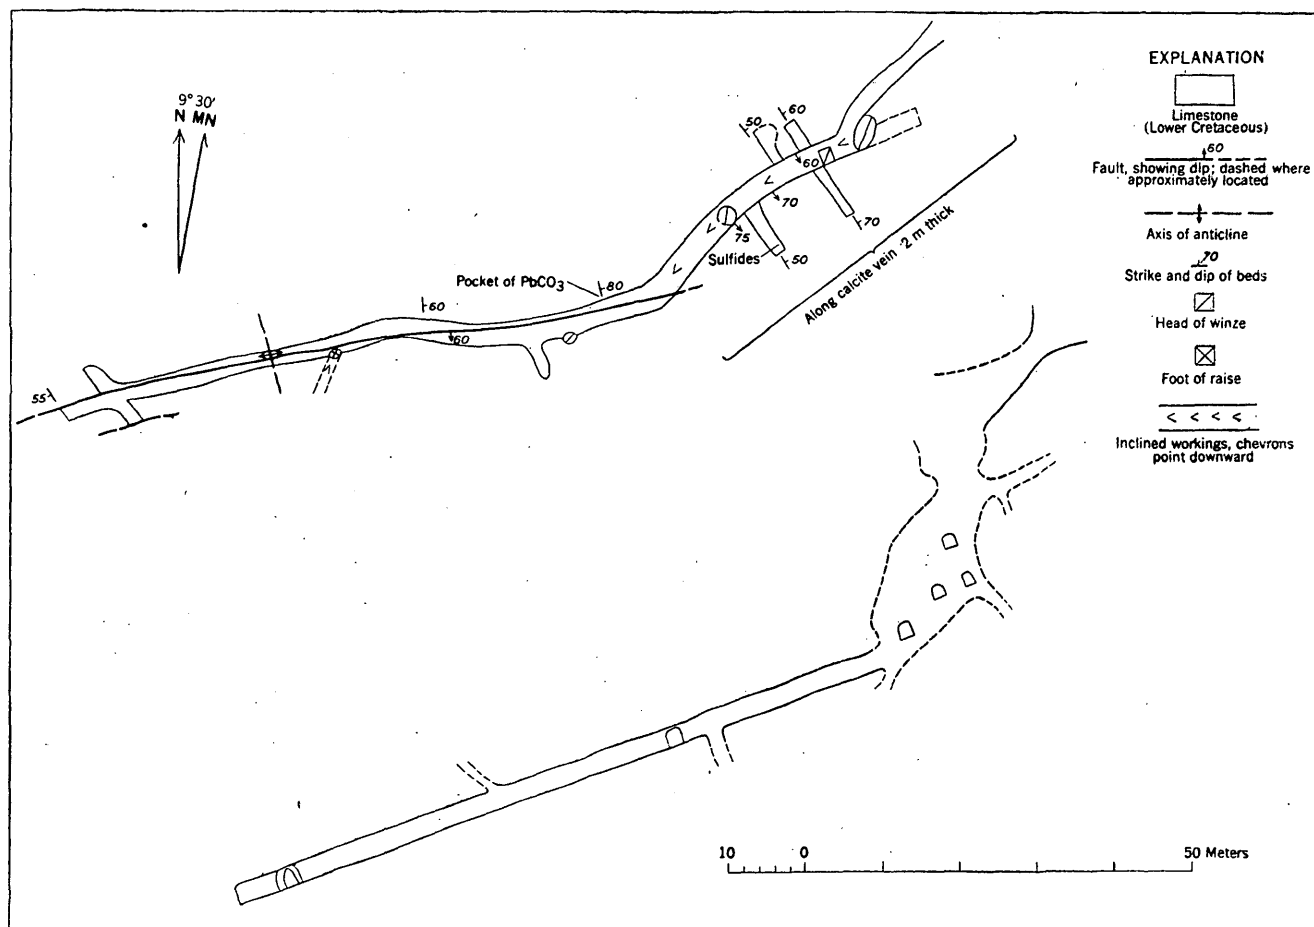 9° 30'
N MN
EXPLANATION
Limestone
(Lower Cretaceous)
60
Fault, showing dip; dashed where
approximately located
Axis of anticline
70
Strike and dip of beds
Head of winze
Foot of raise
< < < <
Inclined workings, chevrons
point downward
50
60
60
70
70
75
Sulfides
50
Along calcite vein ·2 m thick
Pocket of PbCO3
80
60
60
55
10 0 50 Meters